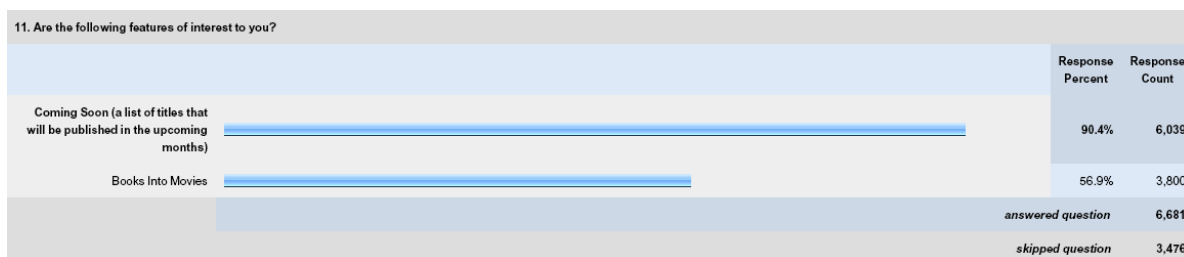 11. Are the following features of interest to you?
Response Percent
Response Count
Coming Soon (a list of titles that
will be published in the upcoming
months)
90.4%
6,039
Books Into Movies
56.9%
3,800
answered question
6,681
skipped question
3,476